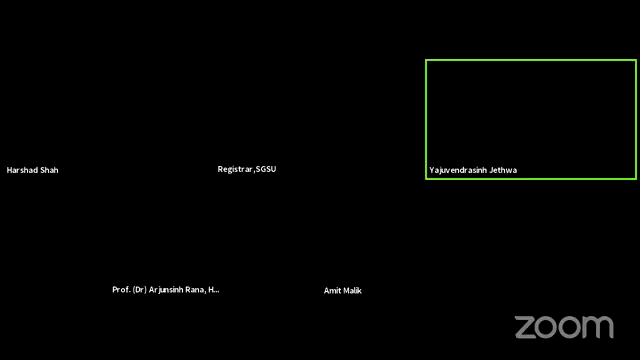 Harshad Shah
Registrar,SGSU
Yajuvendrasinh Jethwa
Prof. (Dr) Arjunsinh Rana, H...
Amit Malik
zoom